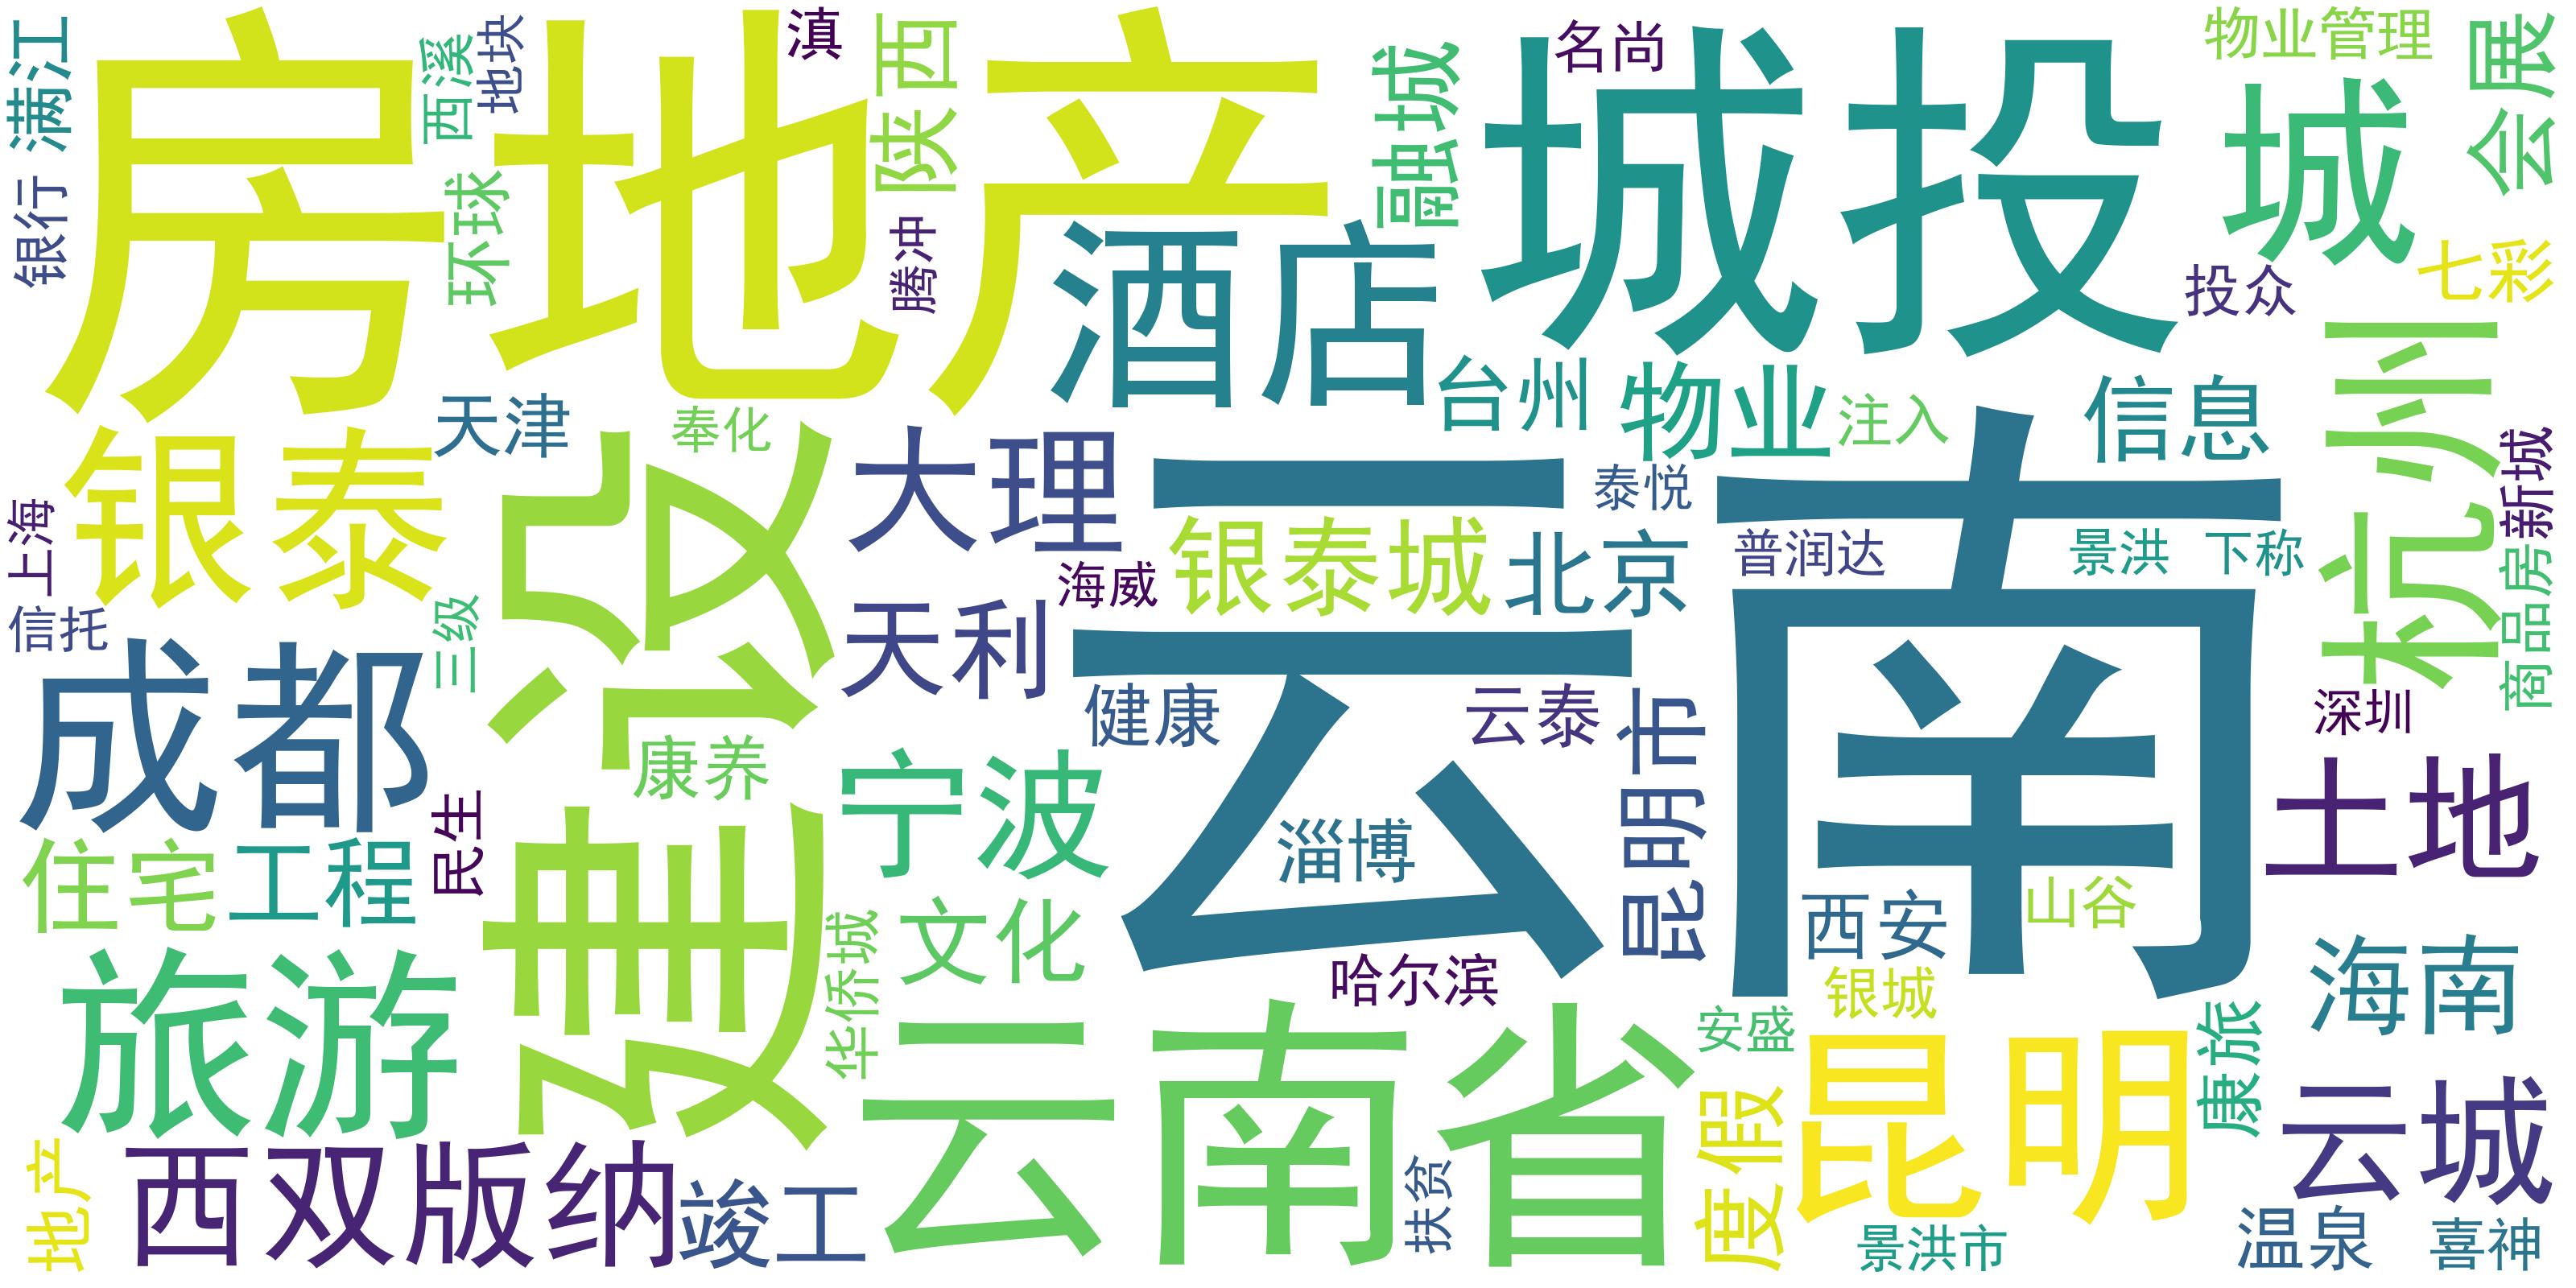 房地产
城投
云南
建设
云南省
昆明
酒店
银泰
成都
旅游
杭州
城
西双版纳
大理
天利
宁波
文化
银泰城
北京
土地
云城
海南
信息
物业
台州
注入
物业管理
会展
七彩
投众
名尚
融城
陕西
滇
腾冲
西溪
地块
环球
满江
银行
天津
奉化
上海
信托
三级
康养
住宅
工程
民生
地产
竣工
华侨城
海威
健康
云泰
淄博
昆明市
哈尔滨
泰悦
普润达
景洪
下称
新城
商品房
深圳
西安
山谷
银城
安盛
度假
扶贫
康旅
景洪市
温泉
喜神